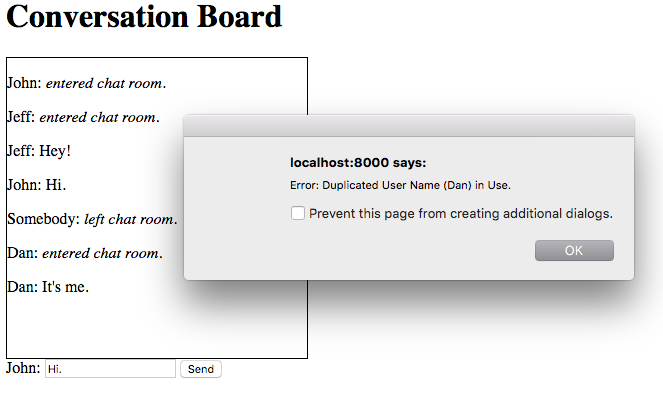 Conversation Board
John: entered chat room.
Jeff: entered chat room.
Jeff: Hey!
John: Hi.
Somebody: left chat room.
Dan: entered chat room.
Dan: It's me.
localhost:8000 says:
Error: Duplicated User Name (Dan) in Use.
Prevent this page from creating additional dialogs.
OK
John: Hi. Send